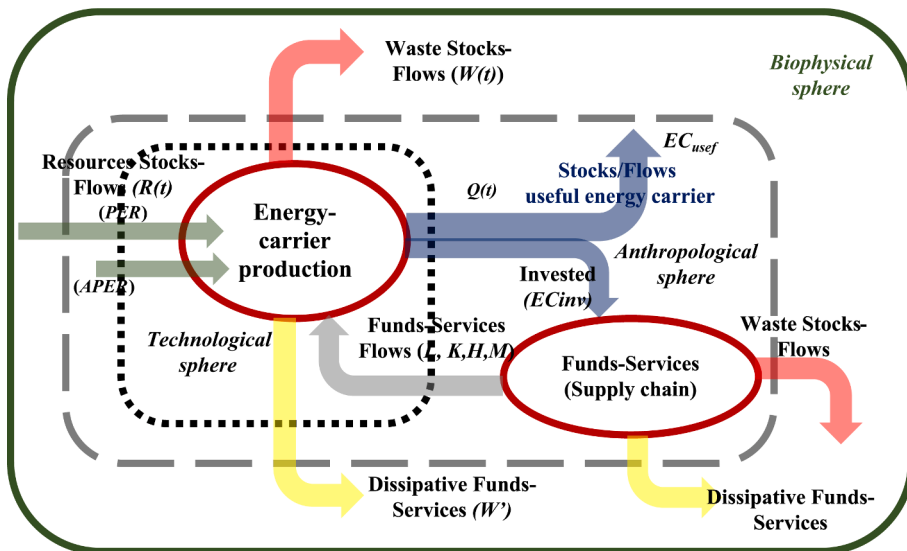 Waste Stocks-
Flows (W(t))
Biophysical
sphere
EC_usef
Resources Stocks-
Flows (R(t)
(PER)
Q(t)
Stocks/Flows
useful energy carrier
Energy-
carrier
production
(APER)
Anthropological
sphere
Invested
(ECinv)
Technological
sphere
Funds-Services
Flows (L, K,H,M)
Waste Stocks-
Flows
Funds-Services
(Supply chain)
Dissipative Funds-
Services (W’)
Dissipative Funds-
Services